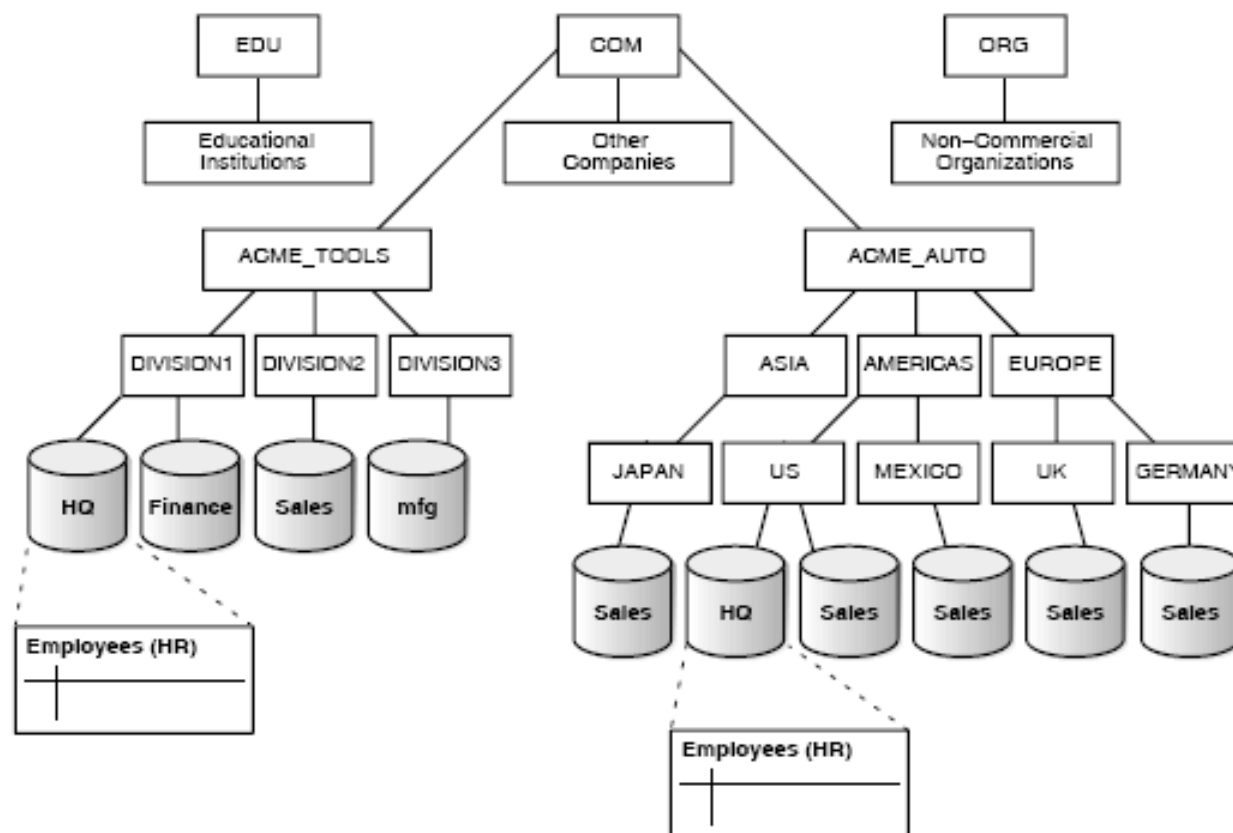 EDU
COM
ORG
Educational
Institutions
Other
Companies
Non-Commercial
Organizations
ACME_TOOLS
ACME_AUTO
DIVISION1
DIVISION2
DIVISION3
ASIA
AMERICAS
EUROPE
HQ
Finance
Sales
mfg
JAPAN
US
MEXICO
UK
GERMANY
Sales
HQ
Sales
Sales
Sales
Sales
Employees (HR)
Employees (HR)